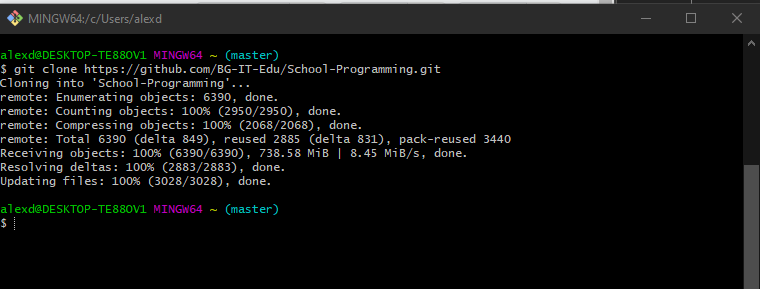 MINGW64:/c/Users/alexd
alexd@DESKTOP-TE88OV1 MINGW64 ~ (master)
$ git clone https://github.com/BG-IT-Edu/School-Programming.git
Cloning into 'School-Programming'...
remote: Enumerating objects: 6390, done.
remote: Counting objects: 100% (2950/2950), done.
remote: Compressing objects: 100% (2068/2068), done.
remote: Total 6390 (delta 849), reused 2885 (delta 831), pack-reused 3440
Receiving objects: 100% (6390/6390), 738.58 MiB | 8.45 MiB/s, done.
Resolving deltas: 100% (2883/2883), done.
Updating files: 100% (3028/3028), done.
alexd@DESKTOP-TE88OV1 MINGW64 ~ (master)
$